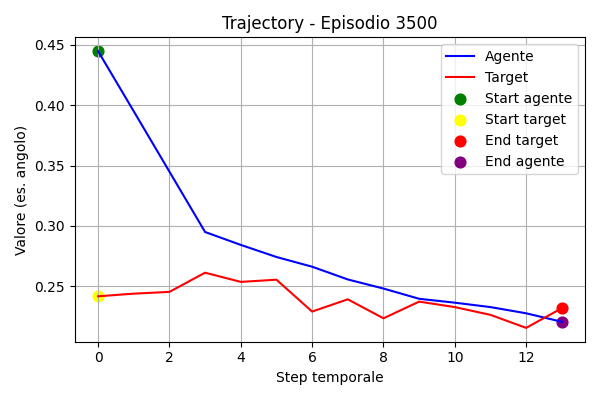 Trajectory - Episodio 3500
Valore (es. angolo)
0.45
0.40
0.35
0.30
0.25
Agente
Target
Start agente
Start target
End target
End agente
0 2 4 6 8 10 12
Step temporale